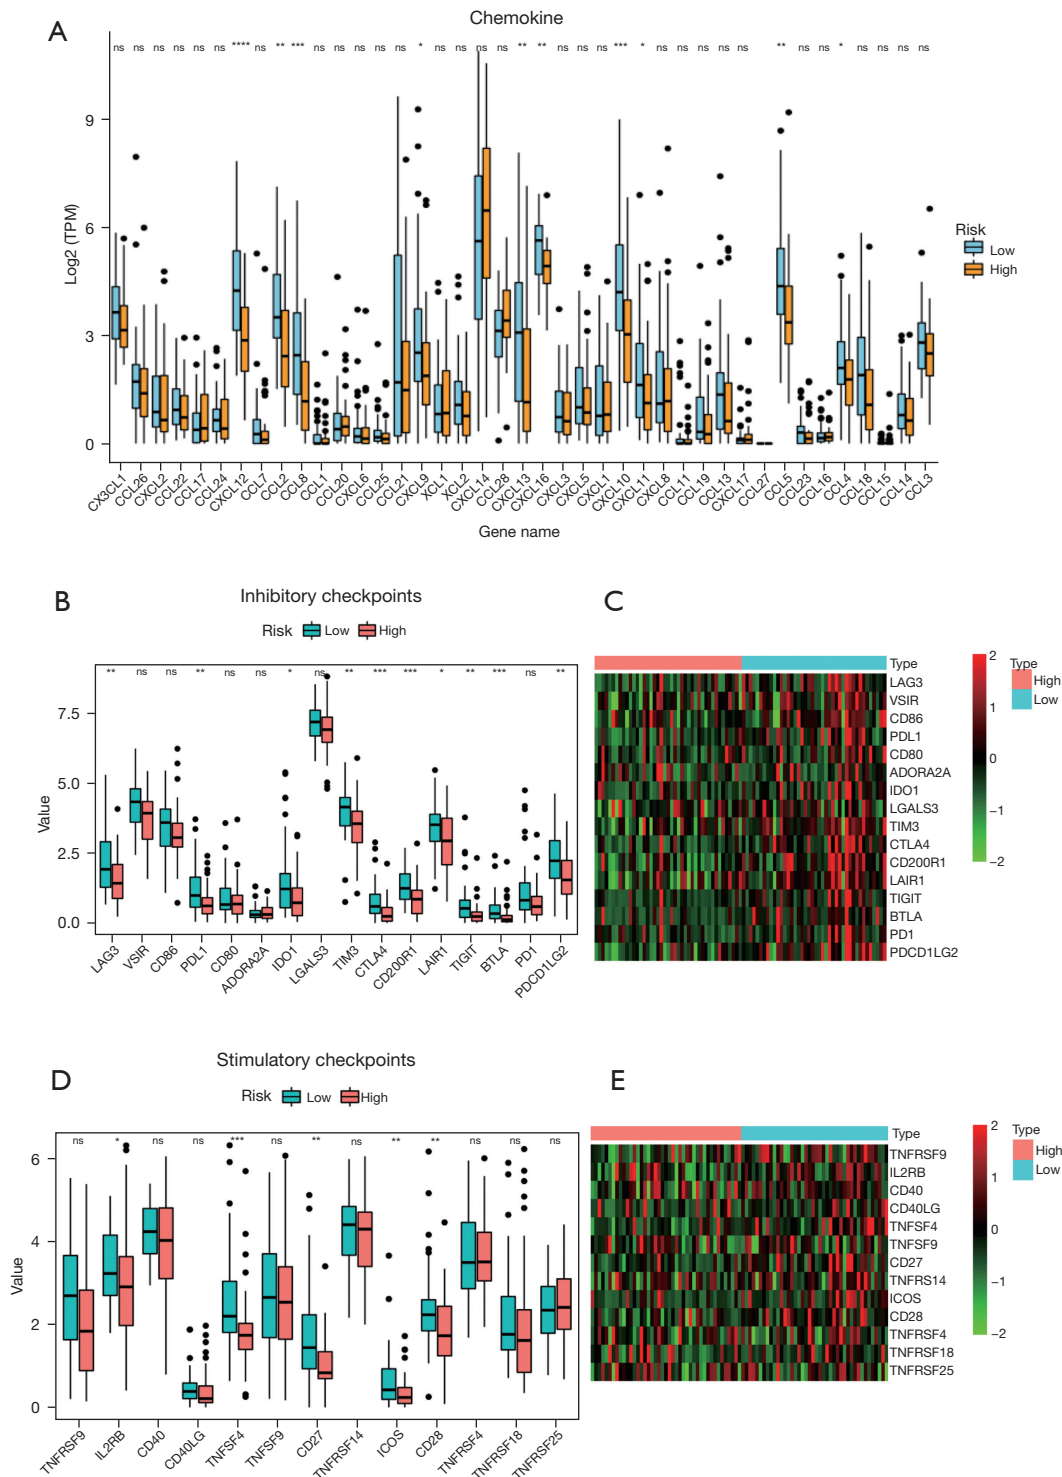 A
Chemokine
ns ns ns ns ns ns **** ns ** *** ns ns ns ns ns * ns ns ns ns ** ** ns ns ns *** * ns ns ns ns ns ** ns ns * ns ns ns ns
Log2 (TPM)
9
6
3
0
Risk
Low
High
CX3CL1 CCL26 CXCL2 CCL22 CCL17 CCL24 CXCL12 CCL7 CCL2 CCL8 CCL1 CCL20 CXCL6 CCL25 CCL21 CXCL9 XCL1 XCL2 CXCL14 CCL28 CXCL13 CXCL16 CXCL3 CXCL5 CXCL1 CXCL10 CXCL11 CXCL8 CCL11 CCL19 CCL13 CXCL17 CCL27 CCL5 CCL23 CCL16 CCL4 CCL18 CCL15 CCL14 CCL3
Gene name
B
Inhibitory checkpoints
Risk Low High
** ns ns ** ns ns * ns ** *** *** * ** *** ns **
Value
7.5
5.0
2.5
0.0
LAG3 VSIR CD86 PDL1 CD80 ADORA2A IDO1 LGALS3 TIM3 CTLA4 CD200R1 LAIR1 TIGIT BTLA PD1 PDCD1LG2
C
Type
LAG3
VSIR
CD86
PDL1
CD80
ADORA2A
IDO1
LGALS3
TIM3
CTLA4
CD200R1
LAIR1
TIGIT
BTLA
PD1
PDCD1LG2
2
1
0
−1
−2
Type
High
Low
D
Stimulatory checkpoints
Risk Low High
ns * ns ns *** ns ** ns ** ** ns ns ns
Value
6
4
2
0
TNFRSF9 IL2RB CD40 CD40LG TNFSF4 TNFSF9 CD27 TNFRSF14 ICOS CD28 TNFRSF4 TNFRSF18 TNFRSF25
E
Type
TNFRSF9
IL2RB
CD40
CD40LG
TNFSF4
TNFSF9
CD27
TNFRS14
ICOS
CD28
TNFRSF4
TNFRSF18
TNFRSF25
2
1
0
−1
−2
Type
High
Low